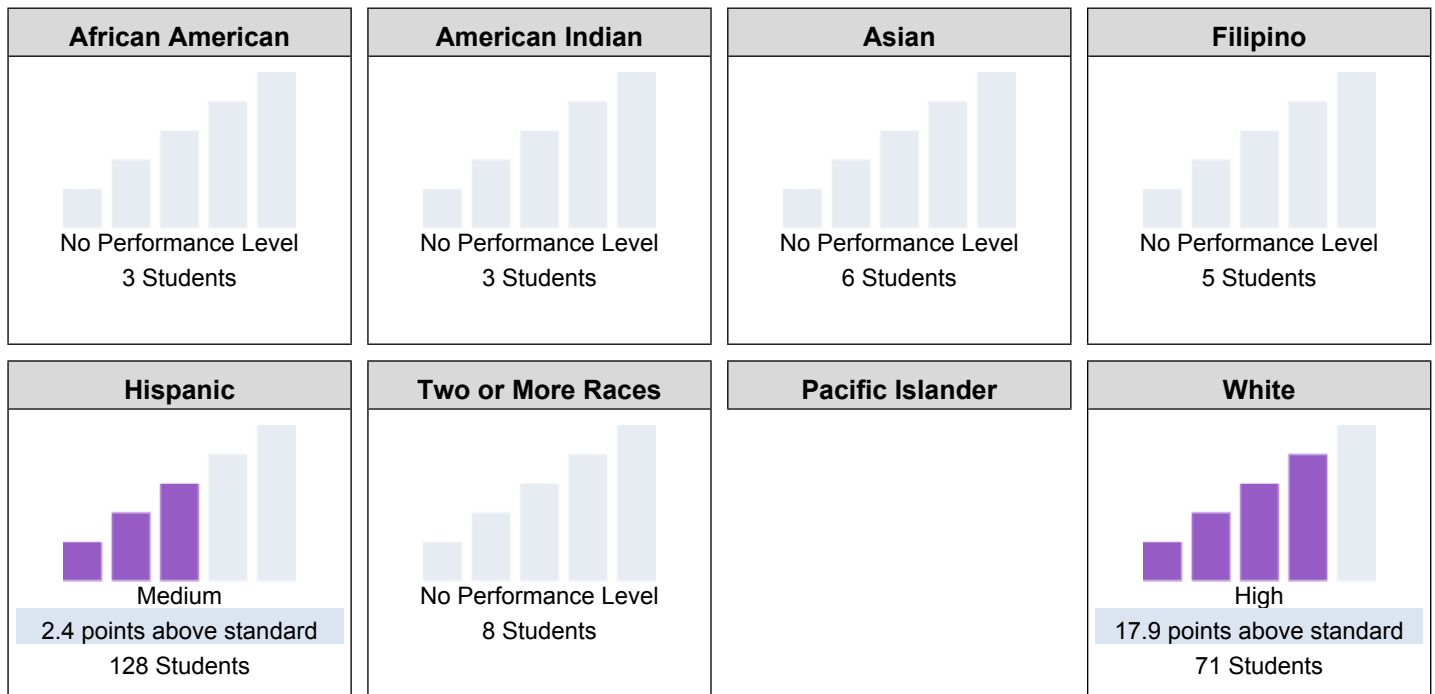 African American
No Performance Level
3 Students
American Indian
No Performance Level
3 Students
Asian
No Performance Level
6 Students
Filipino
No Performance Level
5 Students
Hispanic
Medium
2.4 points above standard
128 Students
Two or More Races
No Performance Level
8 Students
Pacific Islander
White
High
17.9 points above standard
71 Students